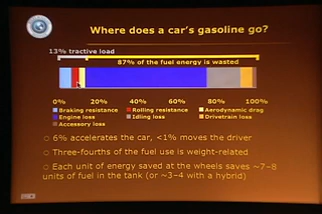 Where does a car's gasoline go?
13% tractive load
87% of the fuel energy is wasted
0% 20% 40% 60% 80% 100%
Braking resistance Rolling resistance Aerodynamic drag
Engine loss Idling loss Drivetrain loss
Accessory loss
6% accelerates the car, <1% moves the driver
Three-fourths of the fuel use is weight-related
Each unit of energy saved at the wheels saves ~7–8
units of fuel in the tank (or ~3–4 with a hybrid)